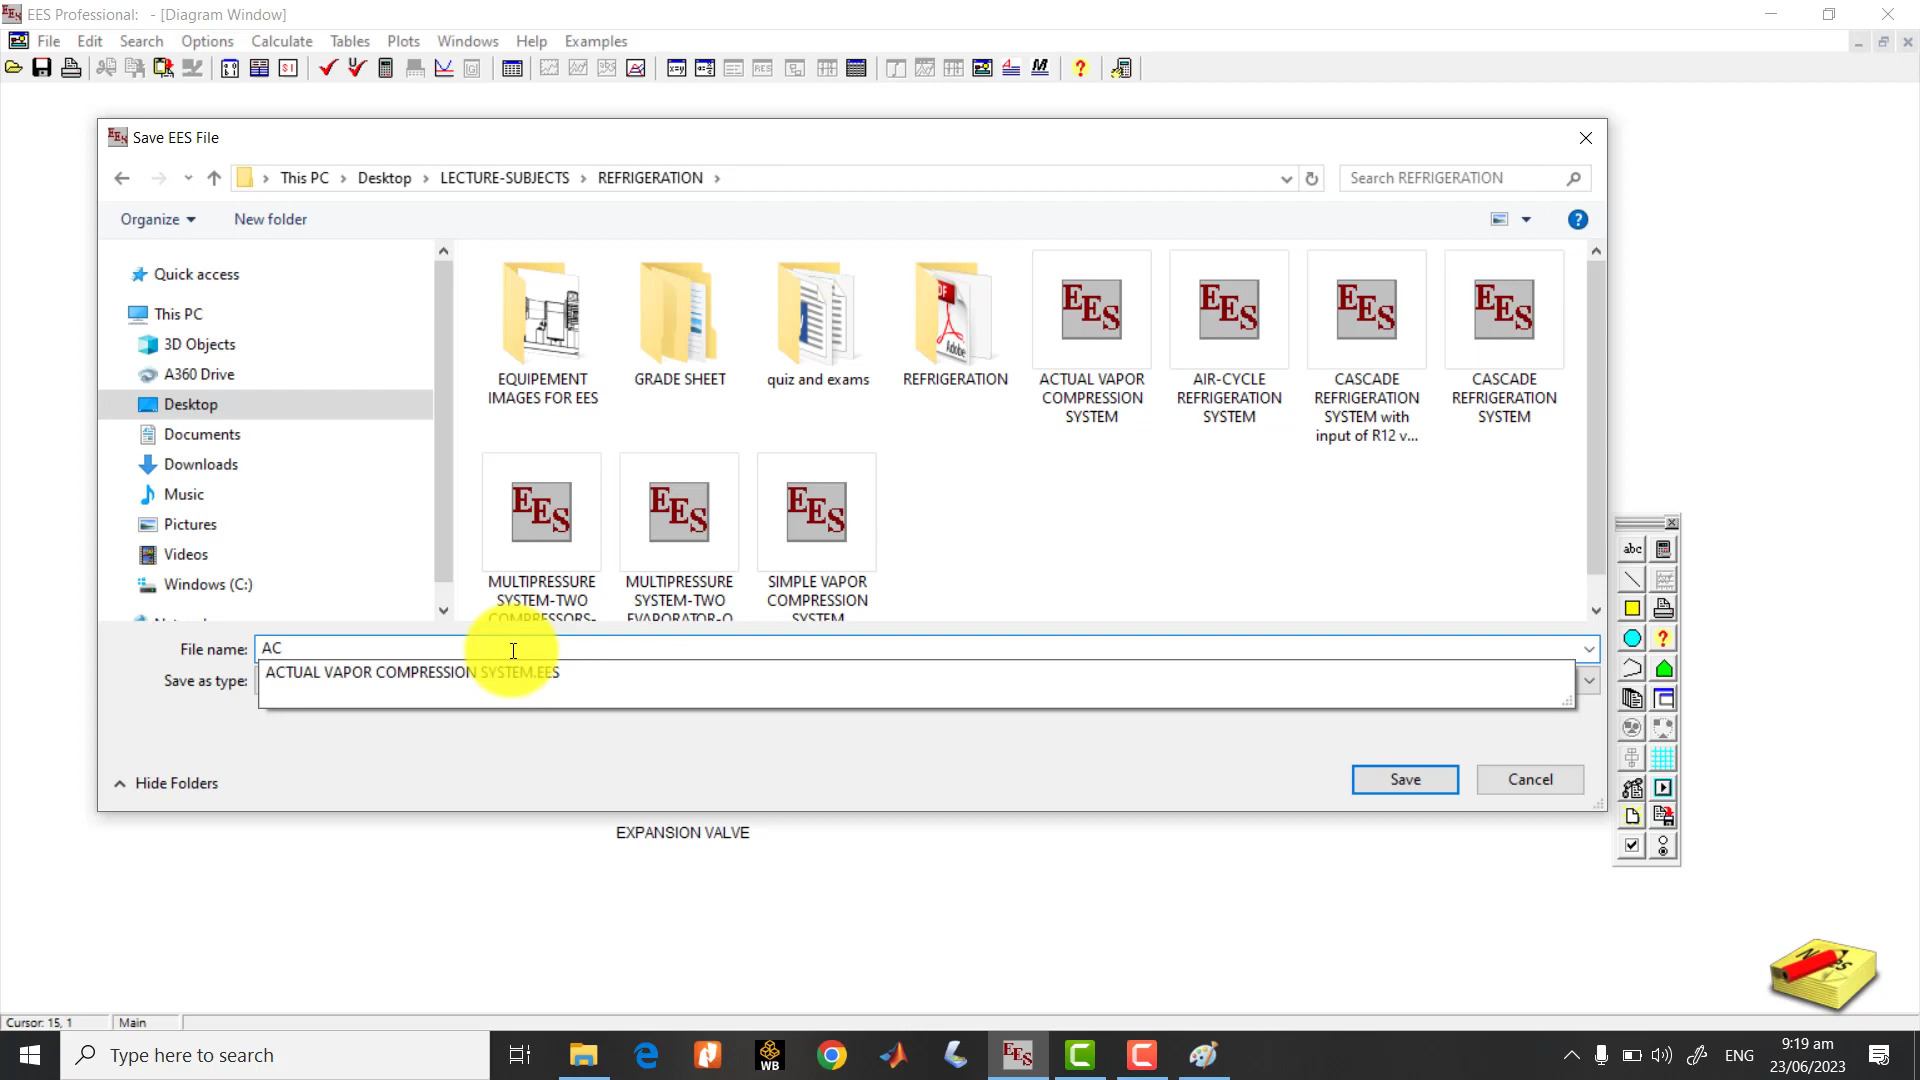 EES Professional: - [Diagram Window]
File Edit Search Options Calculate Tables Plots Windows Help Examples
Save EES File
This PC > Desktop > LECTURE-SUBJECTS > REFRIGERATION >
Search REFRIGERATION
Organize
New folder
Quick access
This PC
3D Objects
A360 Drive
Desktop
Documents
Downloads
Music
Pictures
Videos
Windows (C:)
EQUIPEMENT
IMAGES FOR EES
GRADE SHEET
quiz and exams
REFRIGERATION
ACTUAL VAPOR
COMPRESSION
SYSTEM
AIR-CYCLE
REFRIGERATION
SYSTEM
CASCADE
REFRIGERATION
SYSTEM with
input of R12 v...
CASCADE
REFRIGERATION
SYSTEM
MULTIPRESSURE
SYSTEM-TWO
COMPRESSORS-
MULTIPRESSURE
SYSTEM-TWO
EVAPORATOR-O
SIMPLE VAPOR
COMPRESSION
SYSTEM
File name: AC
ACTUAL VAPOR COMPRESSION SYSTEM.EES
Save as type:
Hide Folders
Save
Cancel
EXPANSION VALVE
abc
Cursor: 15, 1
Main
Type here to search
WB
ENG
9:19 am
23/06/2023